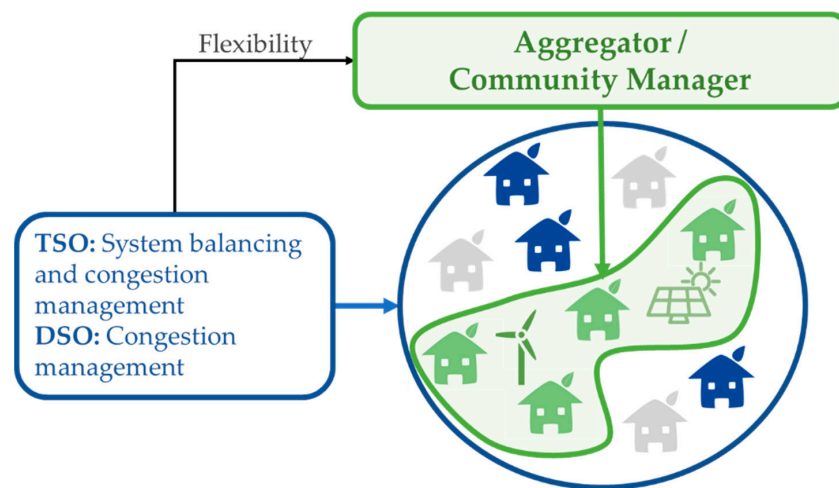 Flexibility
Aggregator /
Community Manager
TSO: System balancing
and congestion
management
DSO: Congestion
management